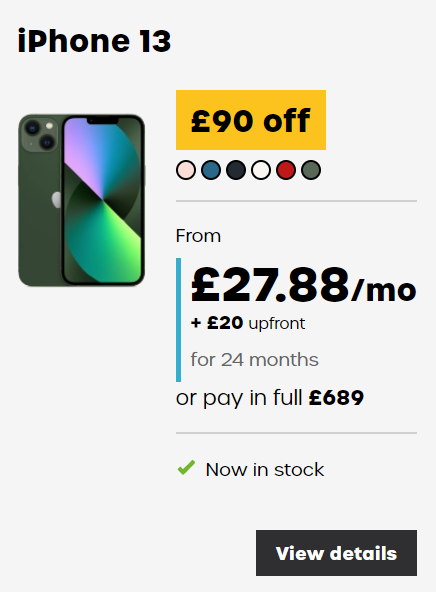 iPhone 13
£90 off
From
£27.88/mo
+ £20 upfront
for 24 months
or pay in full £689
Now in stock
View details